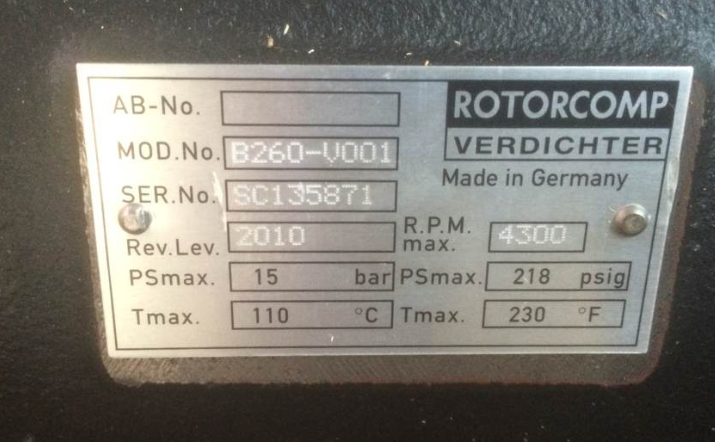 AB-No.
ROTORCOMP
VERDICHTER
MOD.No. B260-V001
Made in Germany
SER.No. SC135871
Rev.Lev. 2010
R.P.M. max. 4300
PSmax. 15 bar PSmax. 218 psig
Tmax. 110 °C Tmax. 230 °F